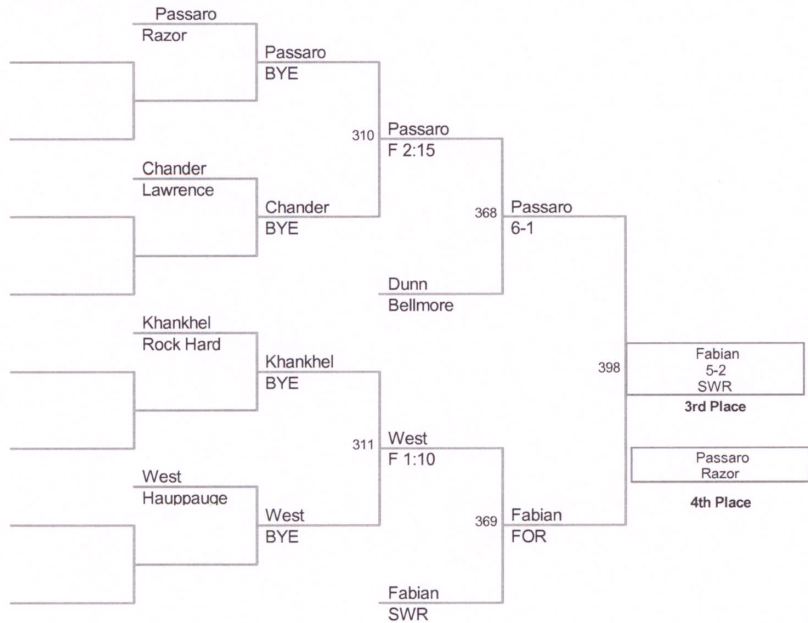 Passaro
Razor
Passaro
BYE
310
Passaro
F 2:15
Chander
Lawrence
Chander
BYE
368
Passaro
6-1
Dunn
Bellmore
Khankhel
Rock Hard
Khankhel
BYE
398
Fabian
5-2
SWR
3rd Place
311
West
F 1:10
Passaro
Razor
4th Place
West
Hauppauge
West
BYE
369
Fabian
FOR
Fabian
SWR